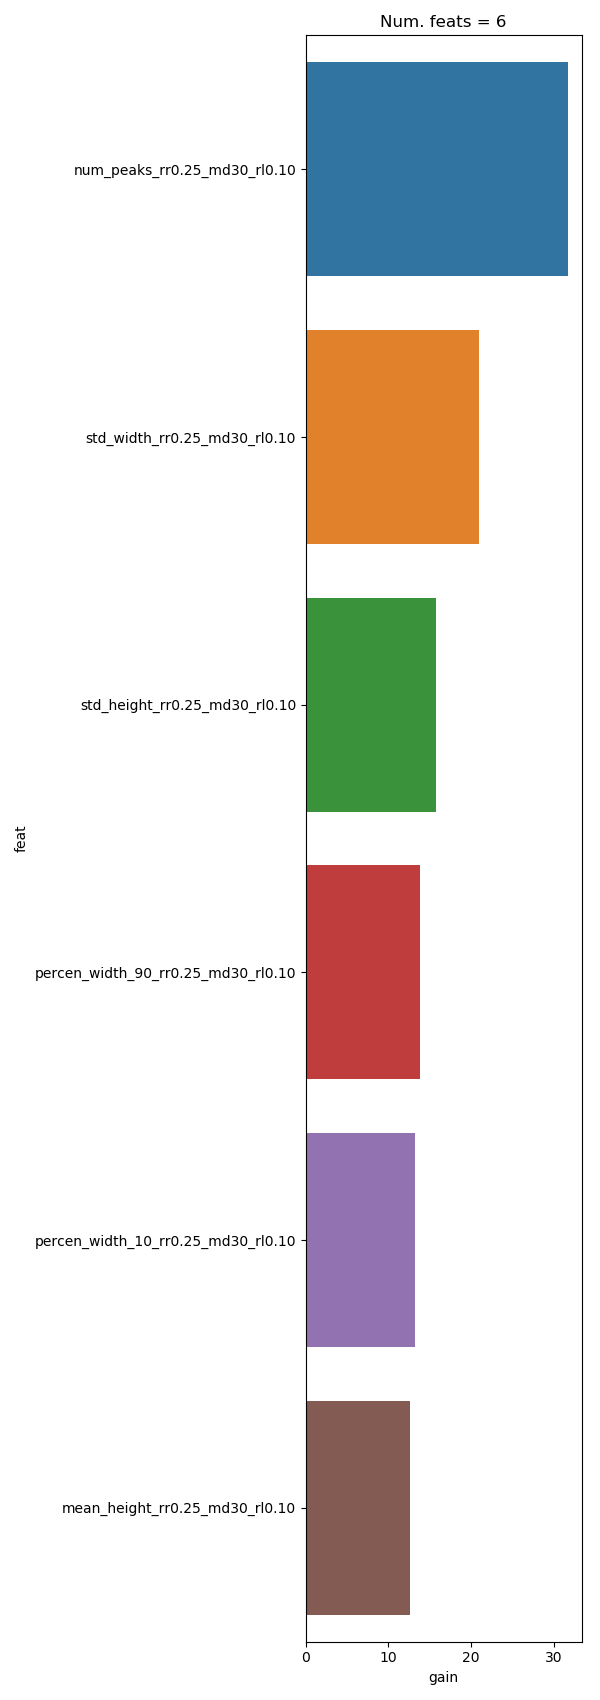 Num. feats = 6
num_peaks_rr0.25_md30_rl0.10
std_width_rr0.25_md30_rl0.10
std_height_rr0.25_md30_rl0.10
feat
percen_width_90_rr0.25_md30_rl0.10
percen_width_10_rr0.25_md30_rl0.10
mean_height_rr0.25_md30_rl0.10
0 10 20 30
gain